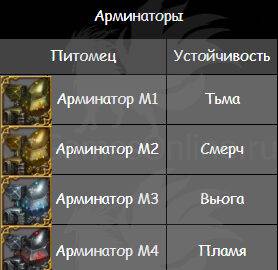 Арминаторы
Питомец Устойчивость
Арминатор М1 Тьма
Арминатор М2 Смерч
Арминатор М3 Вьюга
Арминатор М4 Пламя